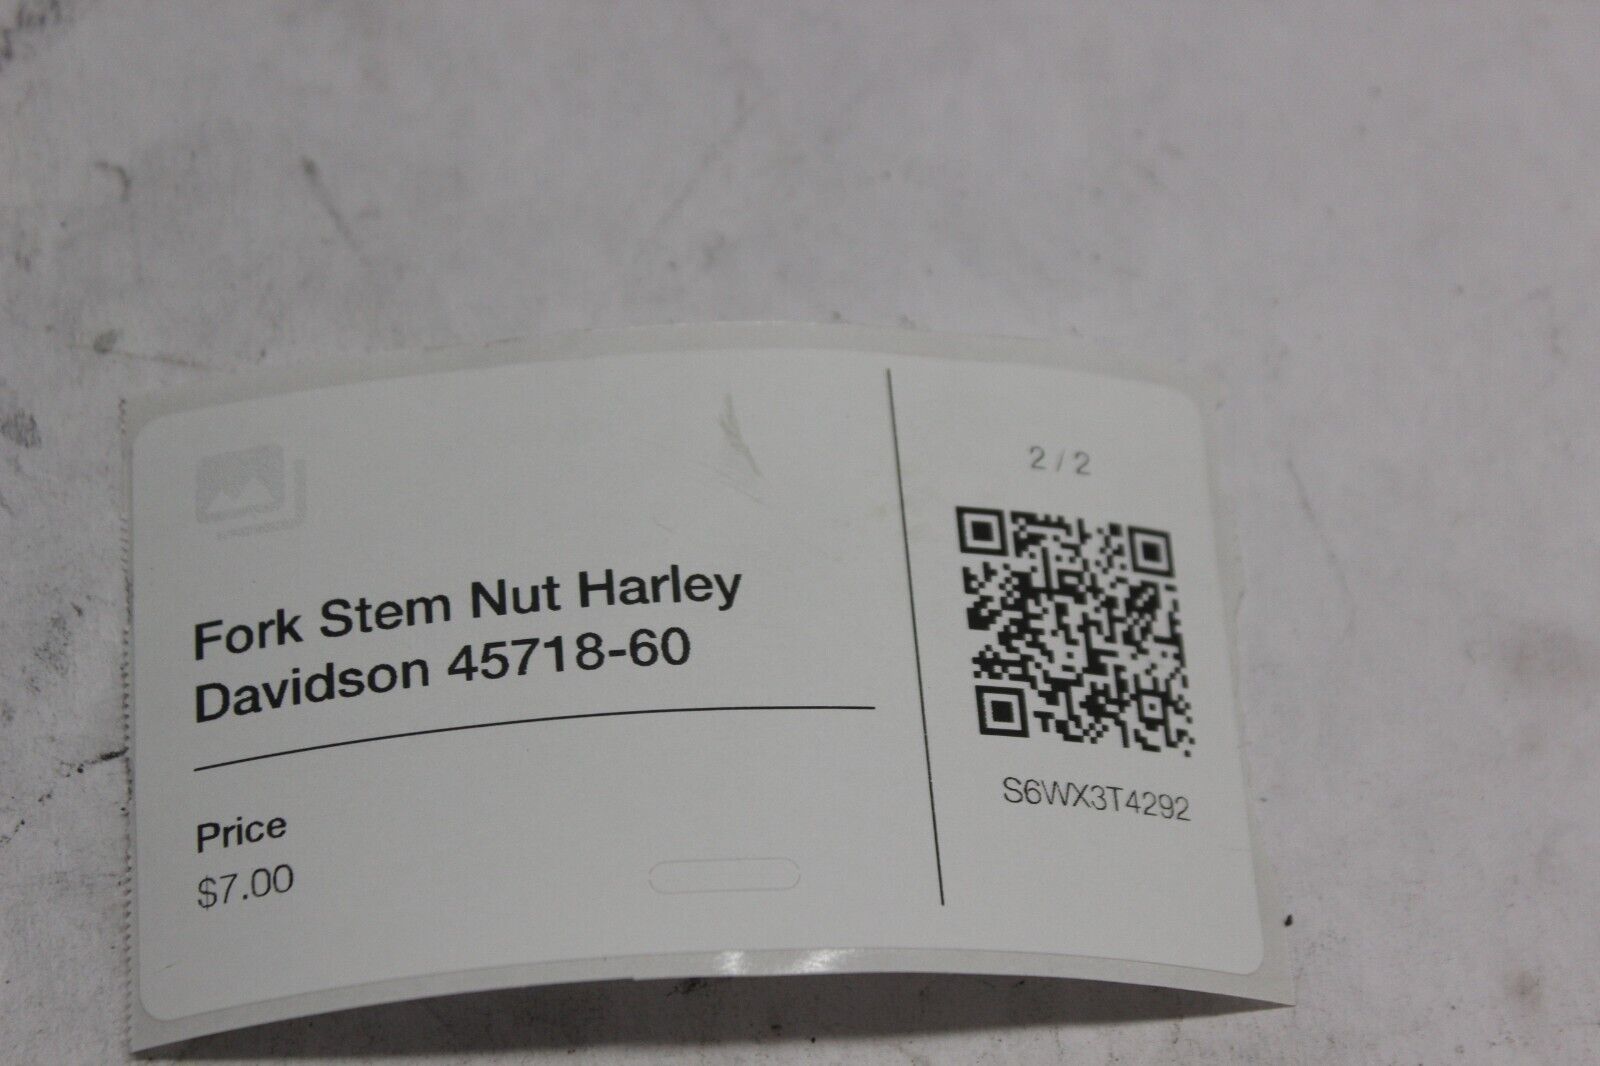 Fork Stem Nut Harley
Davidson 45718-60
Price
$7.00
2 / 2
S6WX3T4292